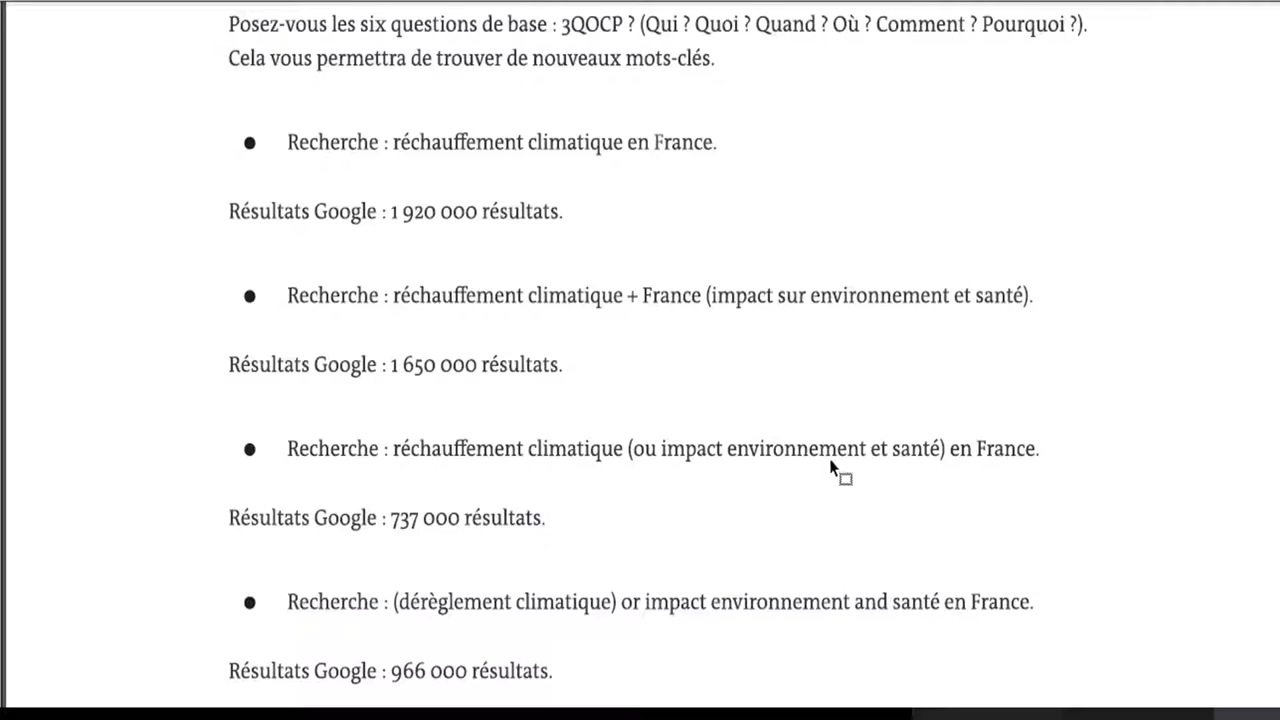 Posez-vous les six questions de base : 3QOCP ? (Qui ? Quoi ? Quand ? Où ? Comment ? Pourquoi ?).
Cela vous permettra de trouver de nouveaux mots-clés.
● Recherche : réchauffement climatique en France.
Résultats Google : 1 920 000 résultats.
● Recherche : réchauffement climatique + France (impact sur environnement et santé).
Résultats Google : 1 650 000 résultats.
● Recherche : réchauffement climatique (ou impact environnement et santé) en France.
Résultats Google : 737 000 résultats.
● Recherche : (dérèglement climatique) or impact environnement and santé en France.
Résultats Google : 966 000 résultats.